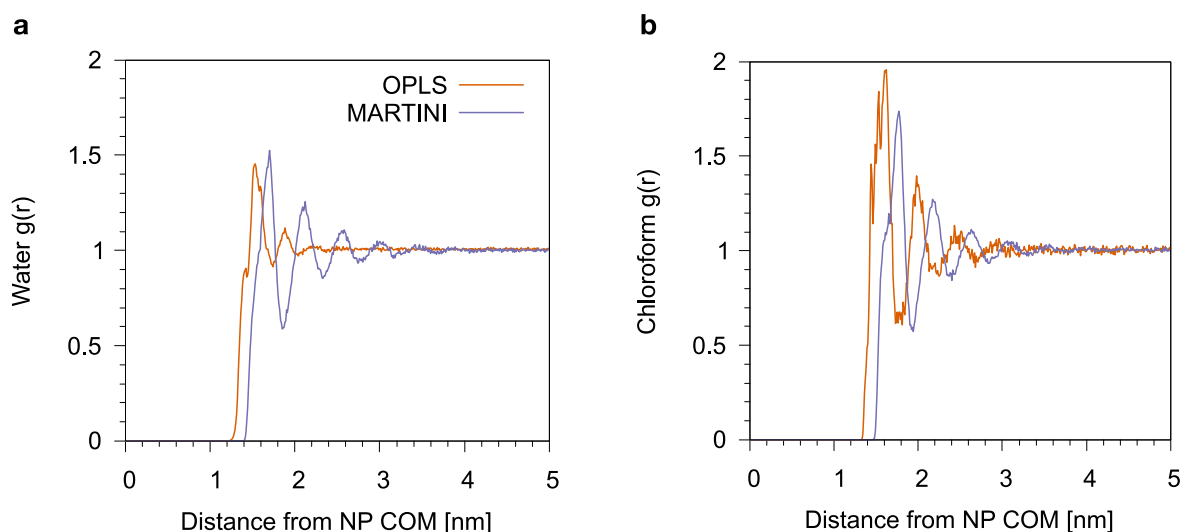 a
2
1.5
1
0.5
0
0 1 2 3 4 5
Water g(r)
Distance from NP COM [nm]
OPLS
MARTINI
b
2
1.5
1
0.5
0
0 1 2 3 4 5
Chloroform g(r)
Distance from NP COM [nm]